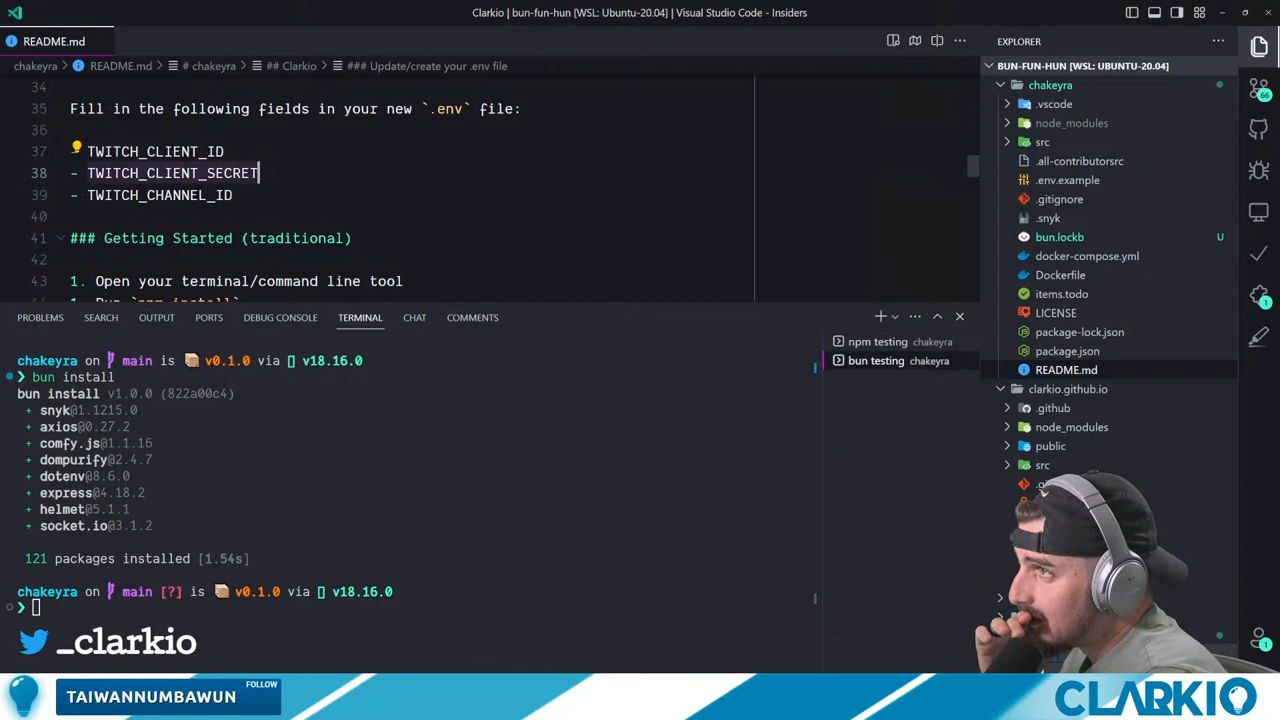 Clarkio | bun-fun-hun [WSL: Ubuntu-20.04] | Visual Studio Code - Insiders
README.md
chakeyra > README.md > # chakeyra > ## Clarkio > ### Update/create your .env file
34
35 Fill in the following fields in your new `.env` file:
36
37 TWITCH_CLIENT_ID
38 - TWITCH_CLIENT_SECRET
39 - TWITCH_CHANNEL_ID
40
41 ### Getting Started (traditional)
42
43 1. Open your terminal/command line tool
44 1. Run `npm install`
PROBLEMS SEARCH OUTPUT PORTS DEBUG CONSOLE TERMINAL CHAT COMMENTS
chakeyra on main is v0.1.0 via v18.16.0
❯ bun install
bun install v1.0.0 (822a00c4)
+ snyk@1.1215.0
+ axios@0.27.2
+ comfy.js@1.1.16
+ dompurify@2.4.7
+ dotenv@8.6.0
+ express@4.18.2
+ helmet@5.1.1
+ socket.io@3.1.2
121 packages installed [1.54s]
chakeyra on main [?] is v0.1.0 via v18.16.0
❯
npm testing chakeyra
bun testing chakeyra
EXPLORER
BUN-FUN-HUN [WSL: UBUNTU-20.04]
chakeyra
.vscode
node_modules
src
.all-contributorsrc
.env.example
.gitignore
.snyk
bun.lockb U
docker-compose.yml
Dockerfile
items.todo
LICENSE
package-lock.json
package.json
README.md
clarkio.github.io
.github
node_modules
public
src
66
1
1
_clarkio
TAIWANNUMBAWUN FOLLOW
CLARKIO